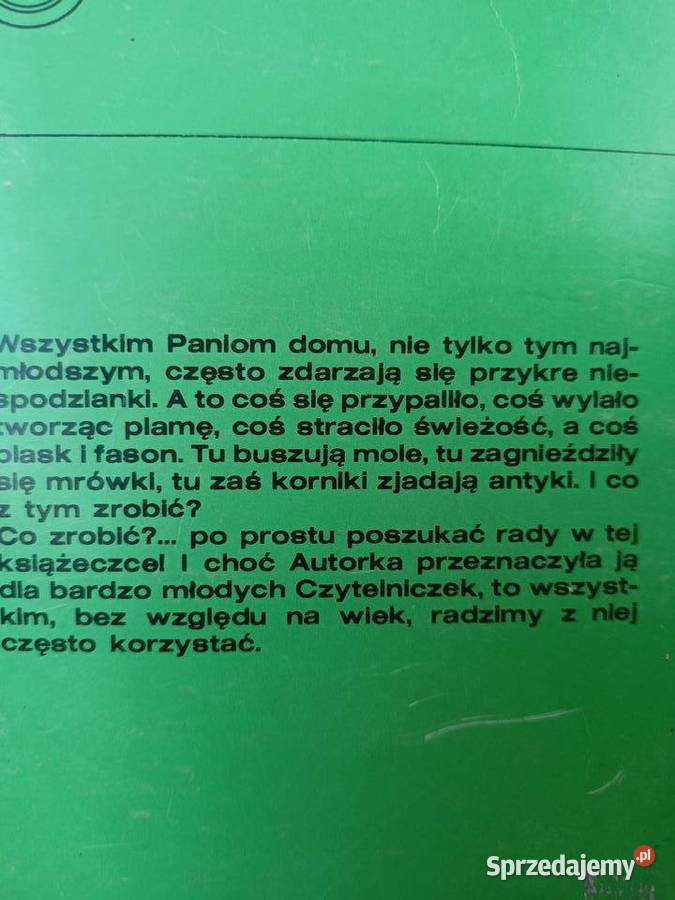 Wszystkim Paniom domu, nie tylko tym naj-
młodszym, często zdarzają się przykre nie-
spodzianki. A to coś się przypaliło, coś wylało
tworząc plamę, coś straciło świeżość, a coś
blask i fason. Tu buszują mole, tu zagnieździły
się mrówki, tu zaś korniki zjadają antyki. I co
z tym zrobić?
Co zrobić?... po prostu poszukać rady w tej
książeczce! I choć Autorka przeznaczyła ją
dla bardzo młodych Czytelniczek, to wszyst-
kim, bez względu na wiek, radzimy z niej
często korzystać.
Sprzedajemy.pl